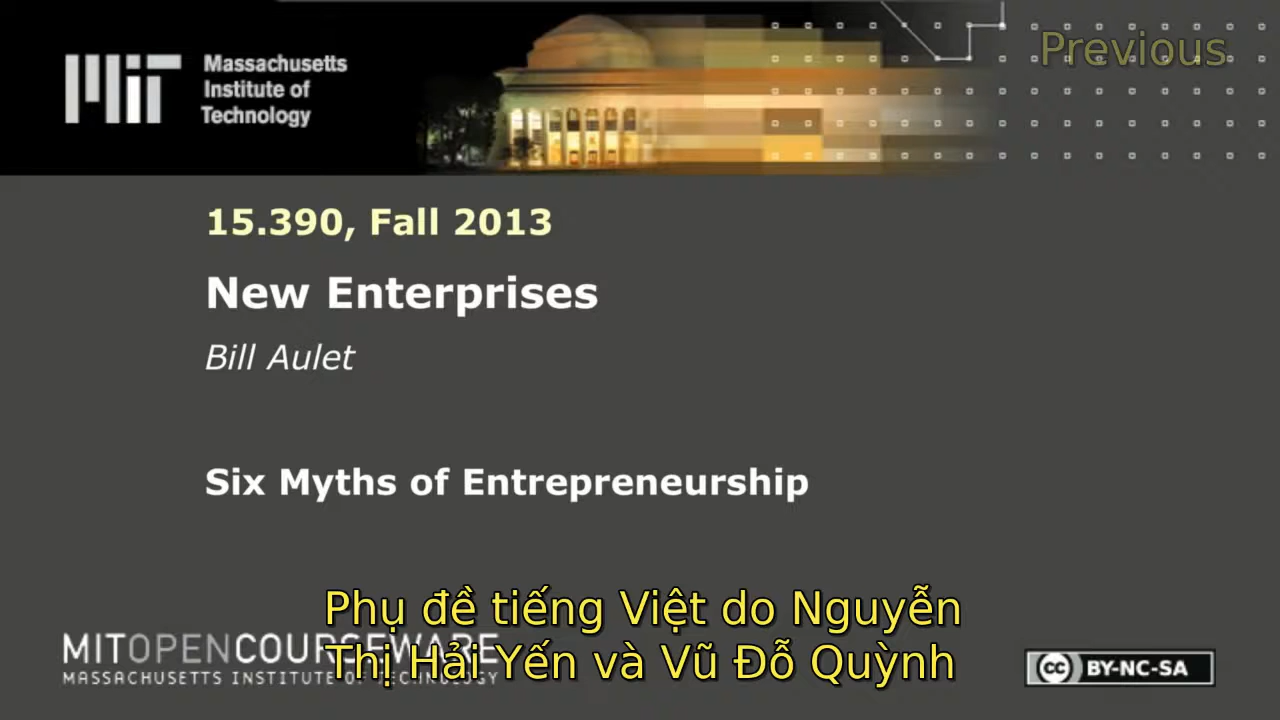 MIT
Massachusetts
Institute of
Technology
Previous
15.390, Fall 2013
New Enterprises
Bill Aulet
Six Myths of Entrepreneurship
Phụ đề tiếng Việt do Nguyễn
Thị Hải Yến và Vũ Đỗ Quỳnh
MITOPENCOURSEWARE
MASSACHUSETTS INSTITUTE OF TECHNOLOGY
cc BY-NC-SA